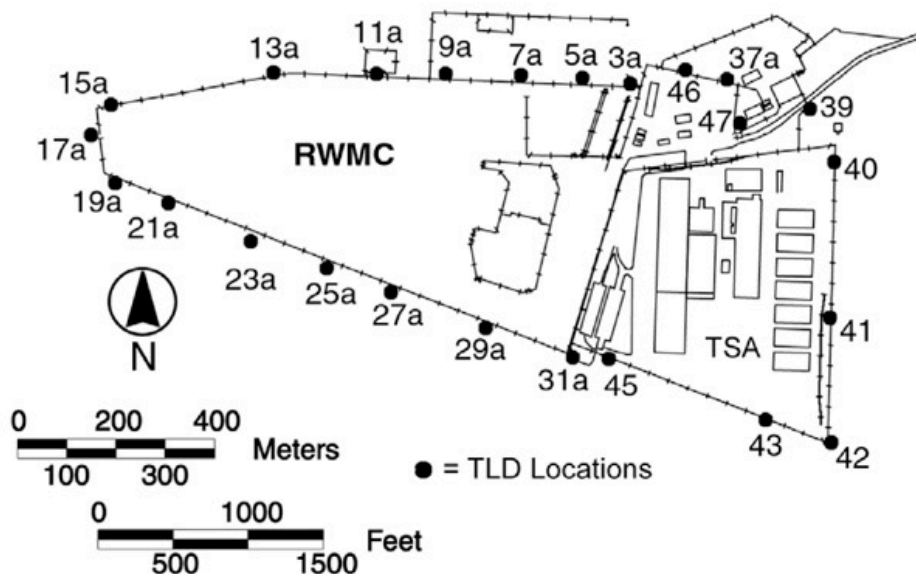 11a
13a
9a
7a
5a
3a
37a
46
15a
39
47
17a
RWMC
40
19a
21a
23a
25a
27a
41
TSA
29a
N
31a
45
0 200 400
Meters
100 300
43
42
= TLD Locations
0 1000
Feet
500 1500